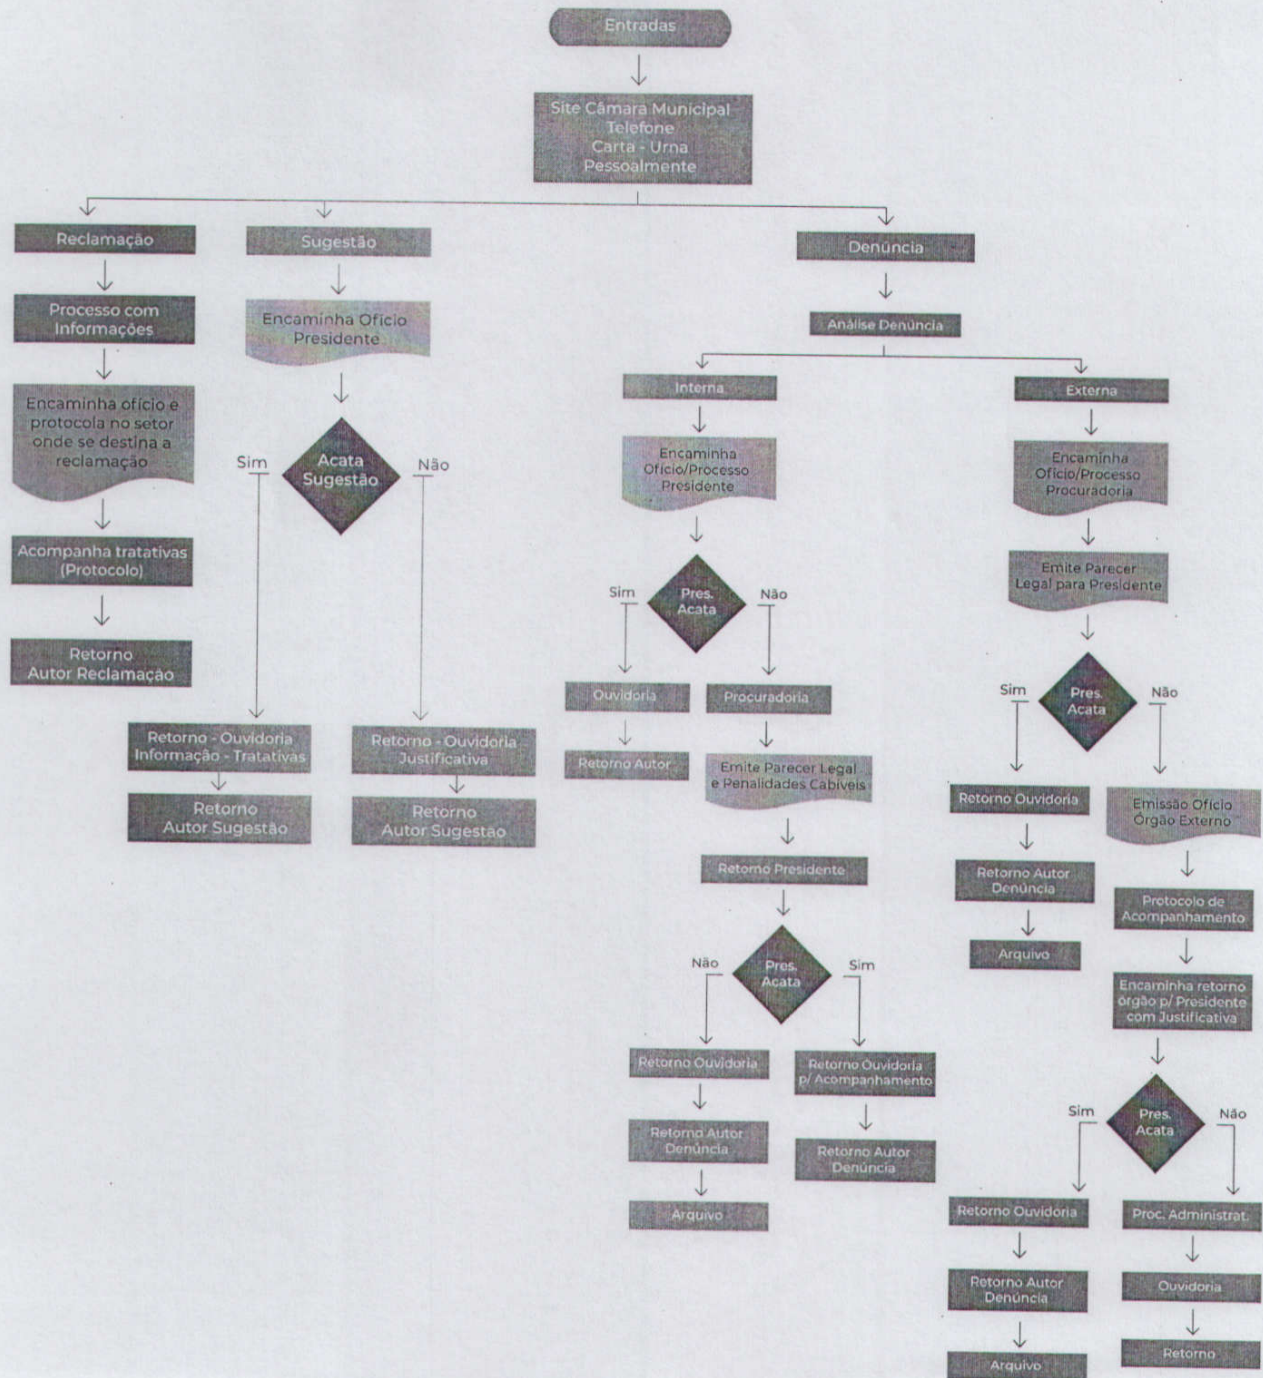 Entradas
Site Câmara Municipal
Telefone
Carta - Urna
Pessoalmente
Reclamação
Processo com
Informações
Encaminha ofício e
protocola no setor
onde se destina a
reclamação
Acompanha tratativas
(Protocolo)
Retorno
Autor Reclamação
Sugestão
Encaminha Ofício
Presidente
Acata
Sugestão
Sim
Não
Retorno - Ouvidoria
Informação - Tratativas
Retorno
Autor Sugestão
Retorno - Ouvidoria
Justificativa
Retorno
Autor Sugestão
Denúncia
Análise Denúncia
Interna
Encaminha
Ofício/Processo
Presidente
Pres.
Acata
Sim
Não
Ouvidoria
Retorno Autor
Procuradoria
Emite Parecer Legal
e Penalidades Cabíveis
Retorno Presidente
Pres.
Acata
Não
Sim
Retorno Ouvidoria
Retorno Autor
Denúncia
Arquivo
Retorno Ouvidoria
p/ Acompanhamento
Retorno Autor
Denúncia
Externa
Encaminha
Ofício/Processo
Procuradoria
Emite Parecer
Legal para Presidente
Pres.
Acata
Sim
Não
Retorno Ouvidoria
Retorno Autor
Denúncia
Arquivo
Emissão Ofício
Órgão Externo
Protocolo de
Acompanhamento
Encaminha retorno
órgão p/ Presidente
com Justificativa
Pres.
Acata
Sim
Não
Retorno Ouvidoria
Retorno Autor
Denúncia
Arquivo
Proc. Administrat.
Ouvidoria
Retorno